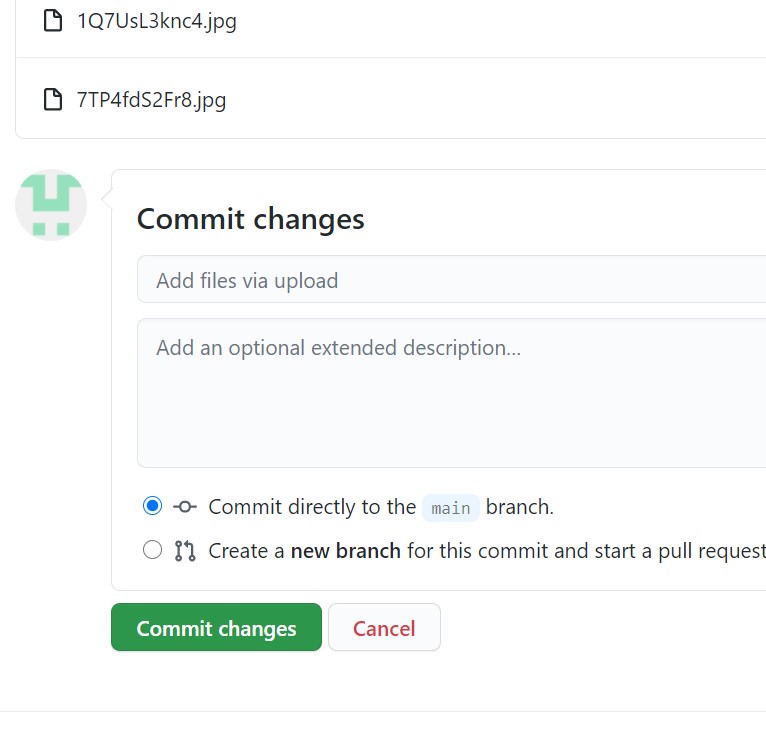 1Q7UsL3knc4.jpg
7TP4fdS2Fr8.jpg
Commit changes
Add files via upload
Add an optional extended description…
Commit directly to the main branch.
Create a new branch for this commit and start a pull request
Commit changes
Cancel